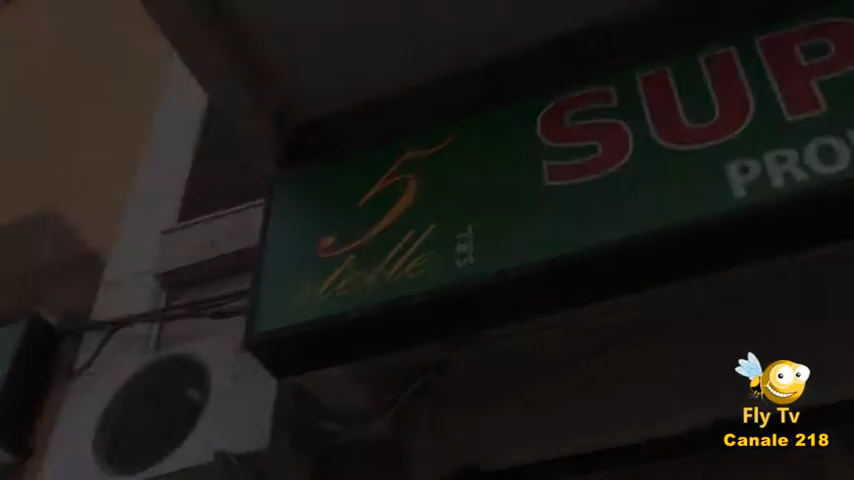 5
stelle
S.R.L.
SUP
PRO
Fly Tv
Canale 218